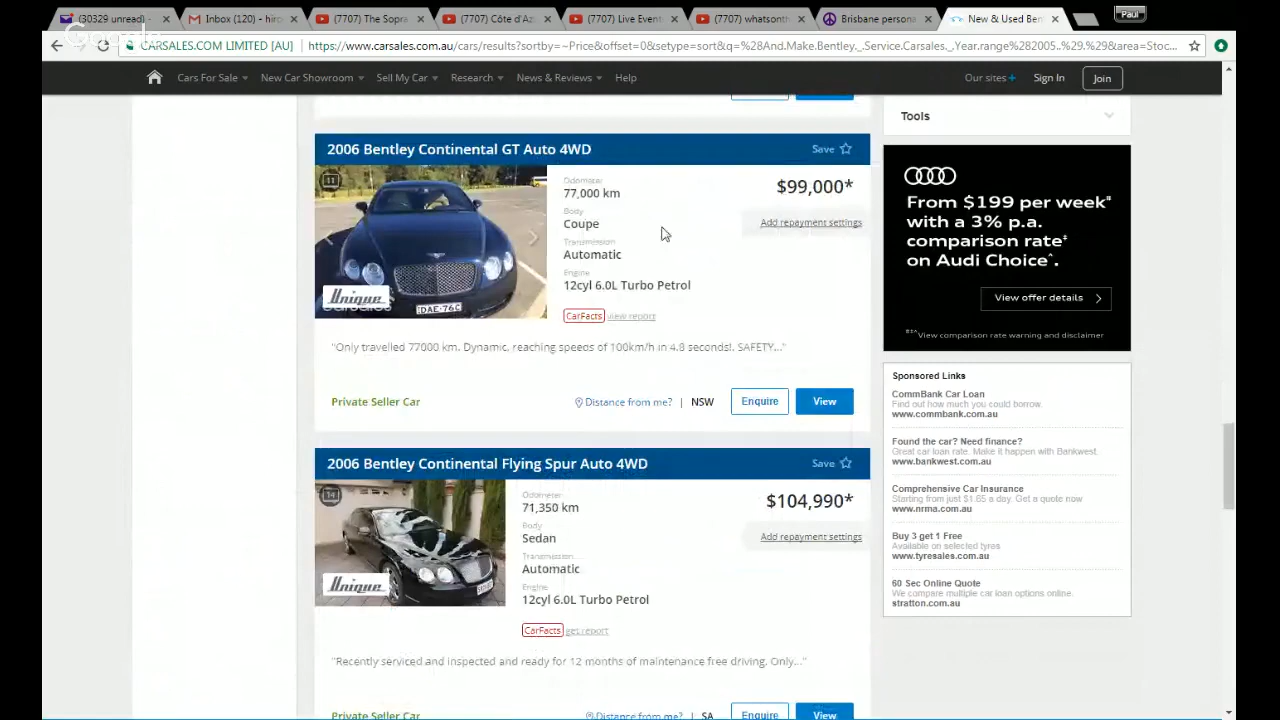 (30329 unread) -
Inbox (120) - hiro
(7707) The Sopra
(7707) Côte d'Az
(7707) Live Event
(7707) whatsonth
Brisbane persona
New & Used Ben
Paul
CARSALES.COM LIMITED [AU]
https://www.carsales.com.au/cars/results?sortby=~Price&offset=0&setype=sort&q=%28And.Make.Bentley._.Service.Carsales._.Year.range%282005..%29.%29&area=Stoc...
Cars For Sale
New Car Showroom
Sell My Car
Research
News & Reviews
Help
Our sites+
Sign In
Join
2006 Bentley Continental GT Auto 4WD
Save
11
Unique
DAE-76C
Odometer
77,000 km
Body
Coupe
Transmission
Automatic
Engine
12cyl 6.0L Turbo Petrol
CarFacts view report
$99,000*
Add repayment settings
"Only travelled 77000 km. Dynamic, reaching speeds of 100km/h in 4.8 seconds!. SAFETY..."
Private Seller Car
Distance from me? | NSW
Enquire
View
2006 Bentley Continental Flying Spur Auto 4WD
Save
14
Unique
Odometer
71,350 km
Body
Sedan
Transmission
Automatic
Engine
12cyl 6.0L Turbo Petrol
CarFacts get report
$104,990*
Add repayment settings
"Recently serviced and inspected and ready for 12 months of maintenance free driving. Only..."
Private Seller Car
Distance from me? | SA
Enquire
View
Tools
From $199 per week‡
with a 3% p.a.
comparison rate‡
on Audi Choice^.
View offer details
View comparison rate warning and disclaimer
Sponsored Links
CommBank Car Loan
Find out how much you could borrow.
www.commbank.com.au
Found the car? Need finance?
Great car loan rate. Make it happen with Bankwest.
www.bankwest.com.au
Comprehensive Car Insurance
Starting from just $1.65 a day. Get a quote now
www.nrma.com.au
Buy 3 get 1 Free
Available on selected tyres
www.tyresales.com.au
60 Sec Online Quote
We compare multiple car loan options online.
stratton.com.au